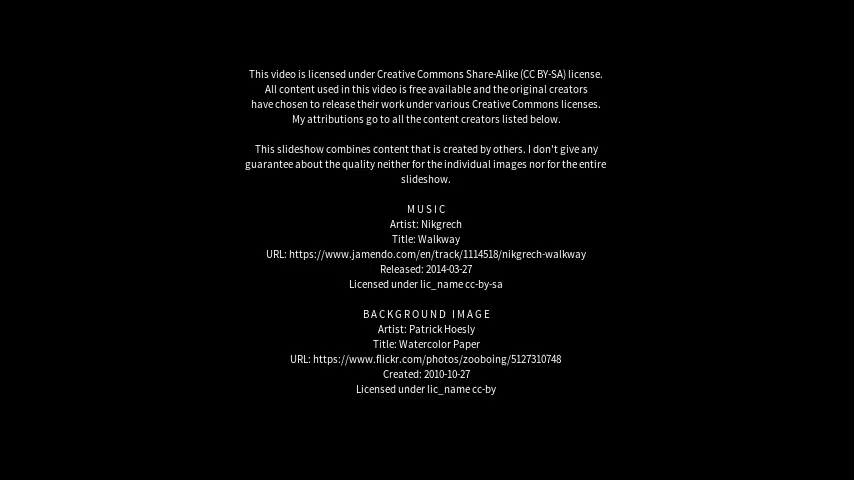 This video is licensed under Creative Commons Share-Alike (CC BY-SA) license.
All content used in this video is free available and the original creators
have chosen to release their work under various Creative Commons licenses.
My attributions go to all the content creators listed below.
This slideshow combines content that is created by others. I don't give any
guarantee about the quality neither for the individual images nor for the entire
slideshow.
MUSIC
Artist: Nikgrech
Title: Walkway
URL: https://www.jamendo.com/en/track/1114518/nikgrech-walkway
Released: 2014-03-27
Licensed under lic_name cc-by-sa
BACKGROUND IMAGE
Artist: Patrick Hoesly
Title: Watercolor Paper
URL: https://www.flickr.com/photos/zooboing/5127310748
Created: 2010-10-27
Licensed under lic_name cc-by